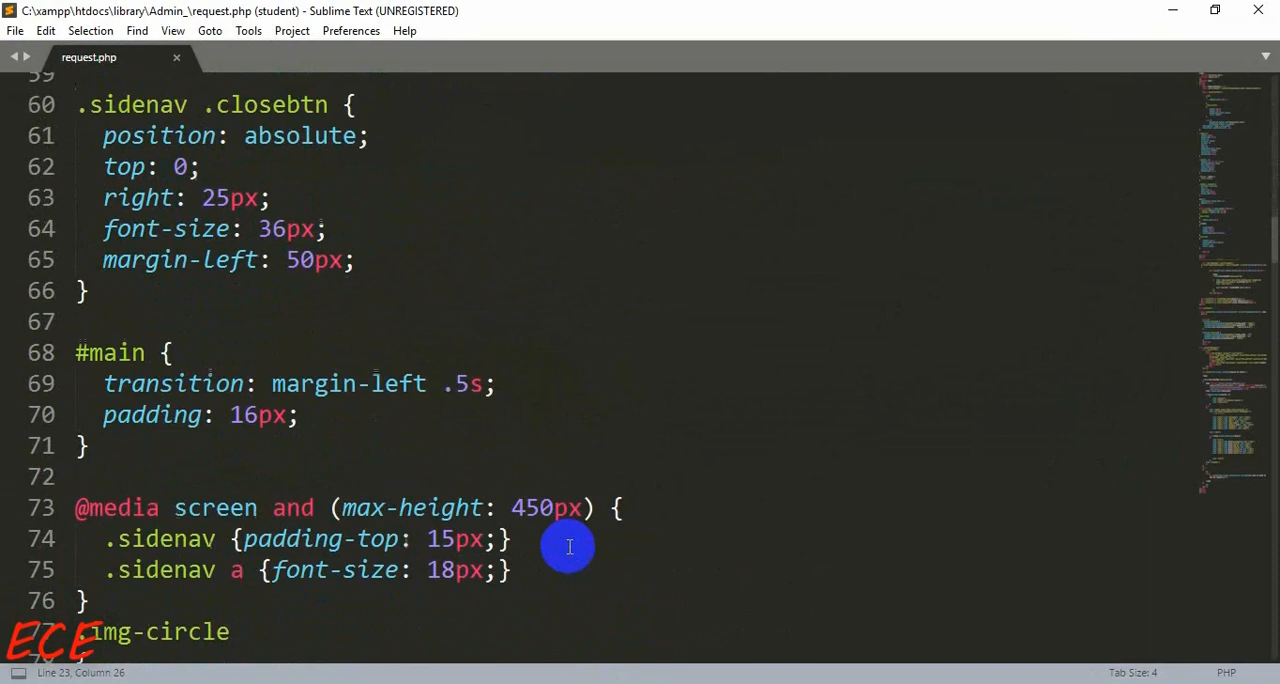 C:\xampp\htdocs\library\Admin_\request.php (student) - Sublime Text (UNREGISTERED)
File Edit Selection Find View Goto Tools Project Preferences Help
request.php
59
60 .sidenav .closebtn {
61 position: absolute;
62 top: 0;
63 right: 25px;
64 font-size: 36px;
65 margin-left: 50px;
66 }
67
68 #main {
69 transition: margin-left .5s;
70 padding: 16px;
71 }
72
73 @media screen and (max-height: 450px) {
74 .sidenav {padding-top: 15px;}
75 .sidenav a {font-size: 18px;}
76 }
77 .img-circle
ECE
Line 23, Column 26 Tab Size: 4 PHP